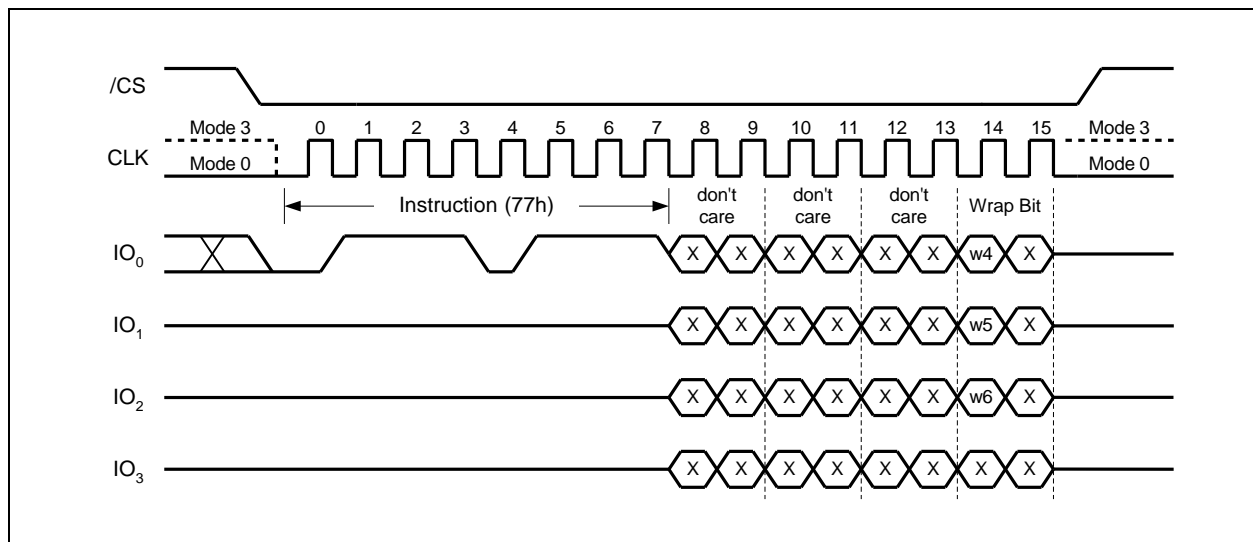 /CS
Mode 3 0 1 2 3 4 5 6 7 8 9 10 11 12 13 14 15 Mode 3
CLK Mode 0 Mode 0
Instruction (77h) don't care don't care don't care Wrap Bit
IO0 X X X X X X w4 X
IO1 X X X X X X w5 X
IO2 X X X X X X w6 X
IO3 X X X X X X X X